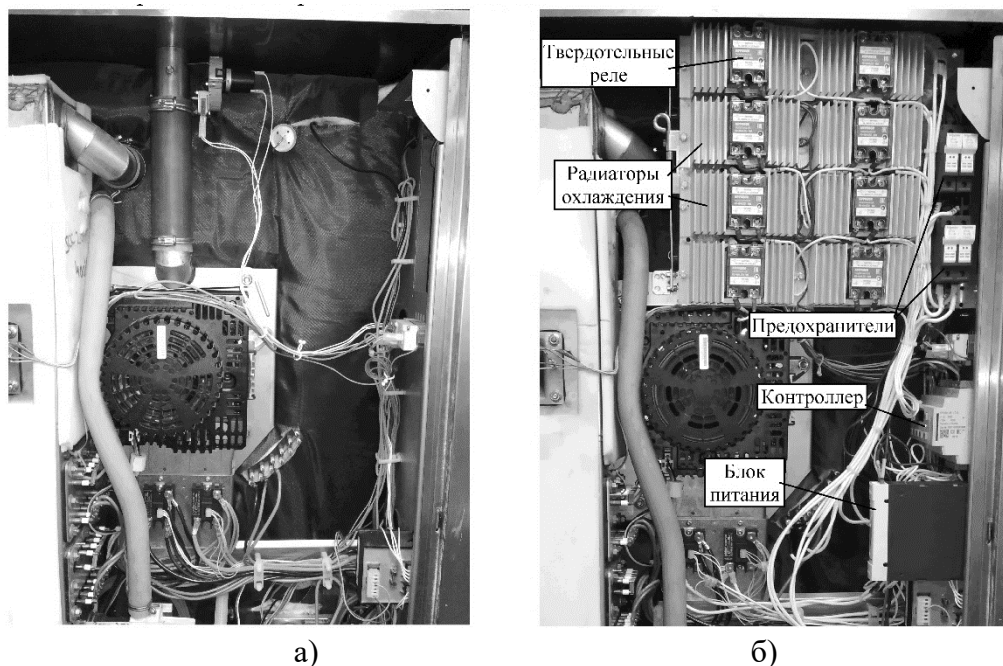 Твердотельные
реле
Радиаторы
охлаждения
Предохранители
Контроллер
Блок
питания
а)
б)